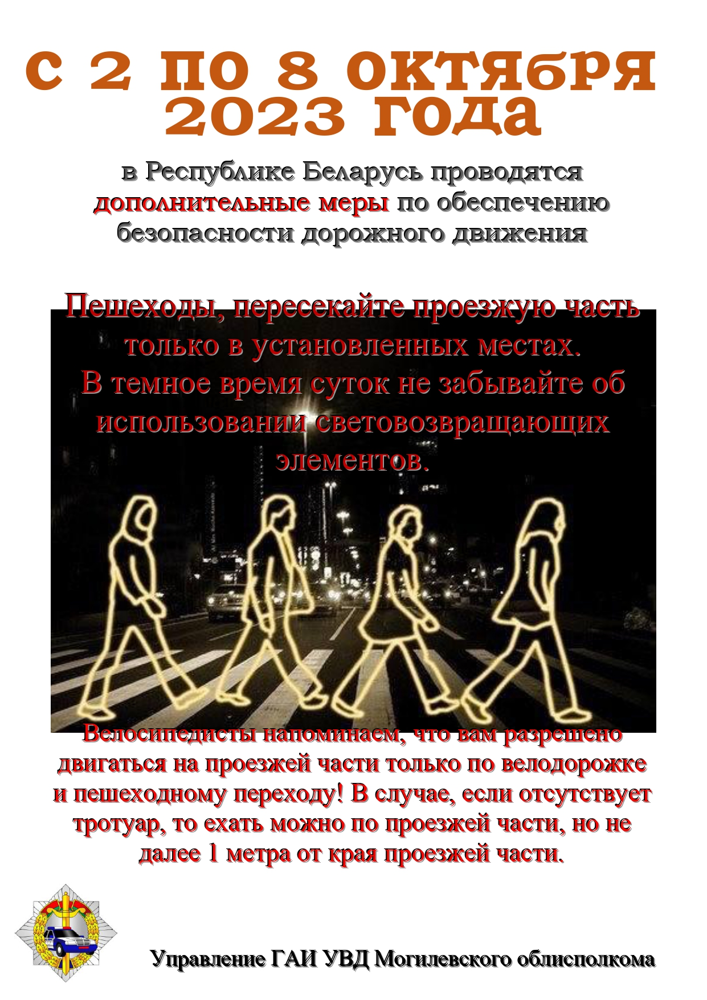 с 2 по 8 октября
2023 года
в Республике Беларусь проводятся
дополнительные меры по обеспечению
безопасности дорожного движения
Пешеходы, пересекайте проезжую часть
только в установленных местах.
В темное время суток не забывайте об
использовании световозвращающих
элементов.
Велосипедисты напоминаем, что вам разрешено
двигаться на проезжей части только по велодорожке
и пешеходному переходу! В случае, если отсутствует
тротуар, то ехать можно по проезжей части, но не
далее 1 метра от края проезжей части.
Управление ГАИ УВД Могилевского облисполкома